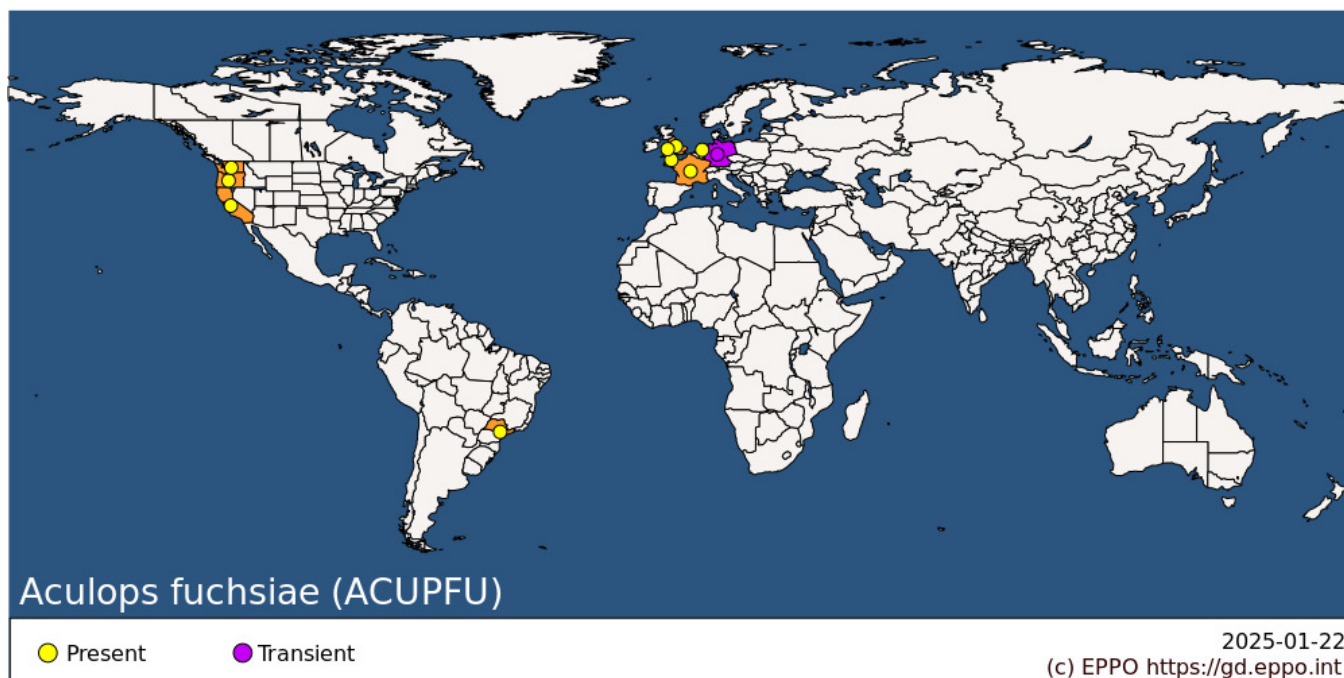 Aculops fuchsiae (ACUPFU)
Present
Transient
2025-01-22
(c) EPPO https://gd.eppo.int